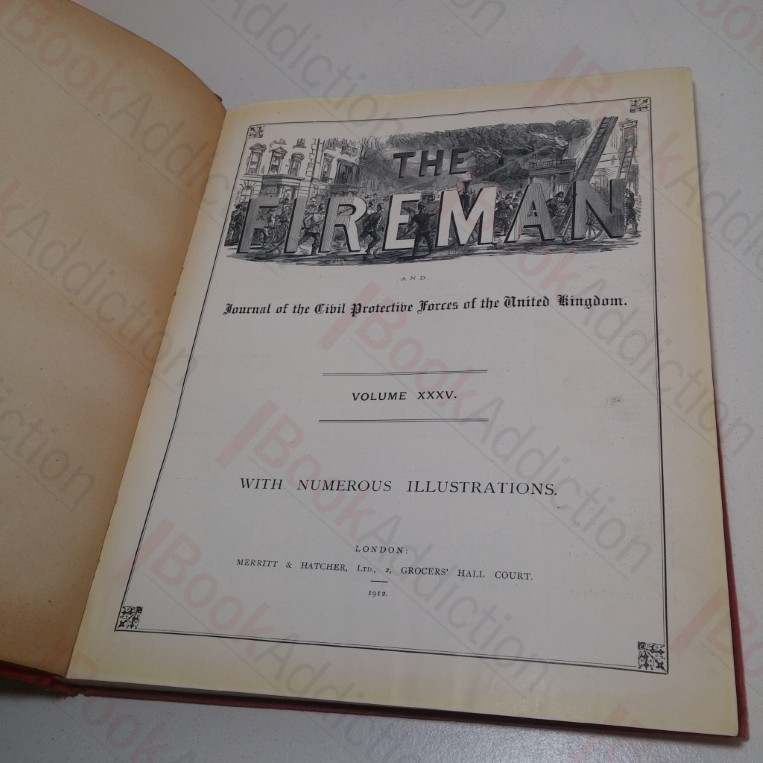 THE
FIREMAN
AND
Journal of the Civil Protective Forces of the United Kingdom.
VOLUME XXXV.
WITH NUMEROUS ILLUSTRATIONS.
LONDON:
MERRITT & HATCHER, LTD., 2, GROCERS' HALL COURT.
1912.
BookAddiction